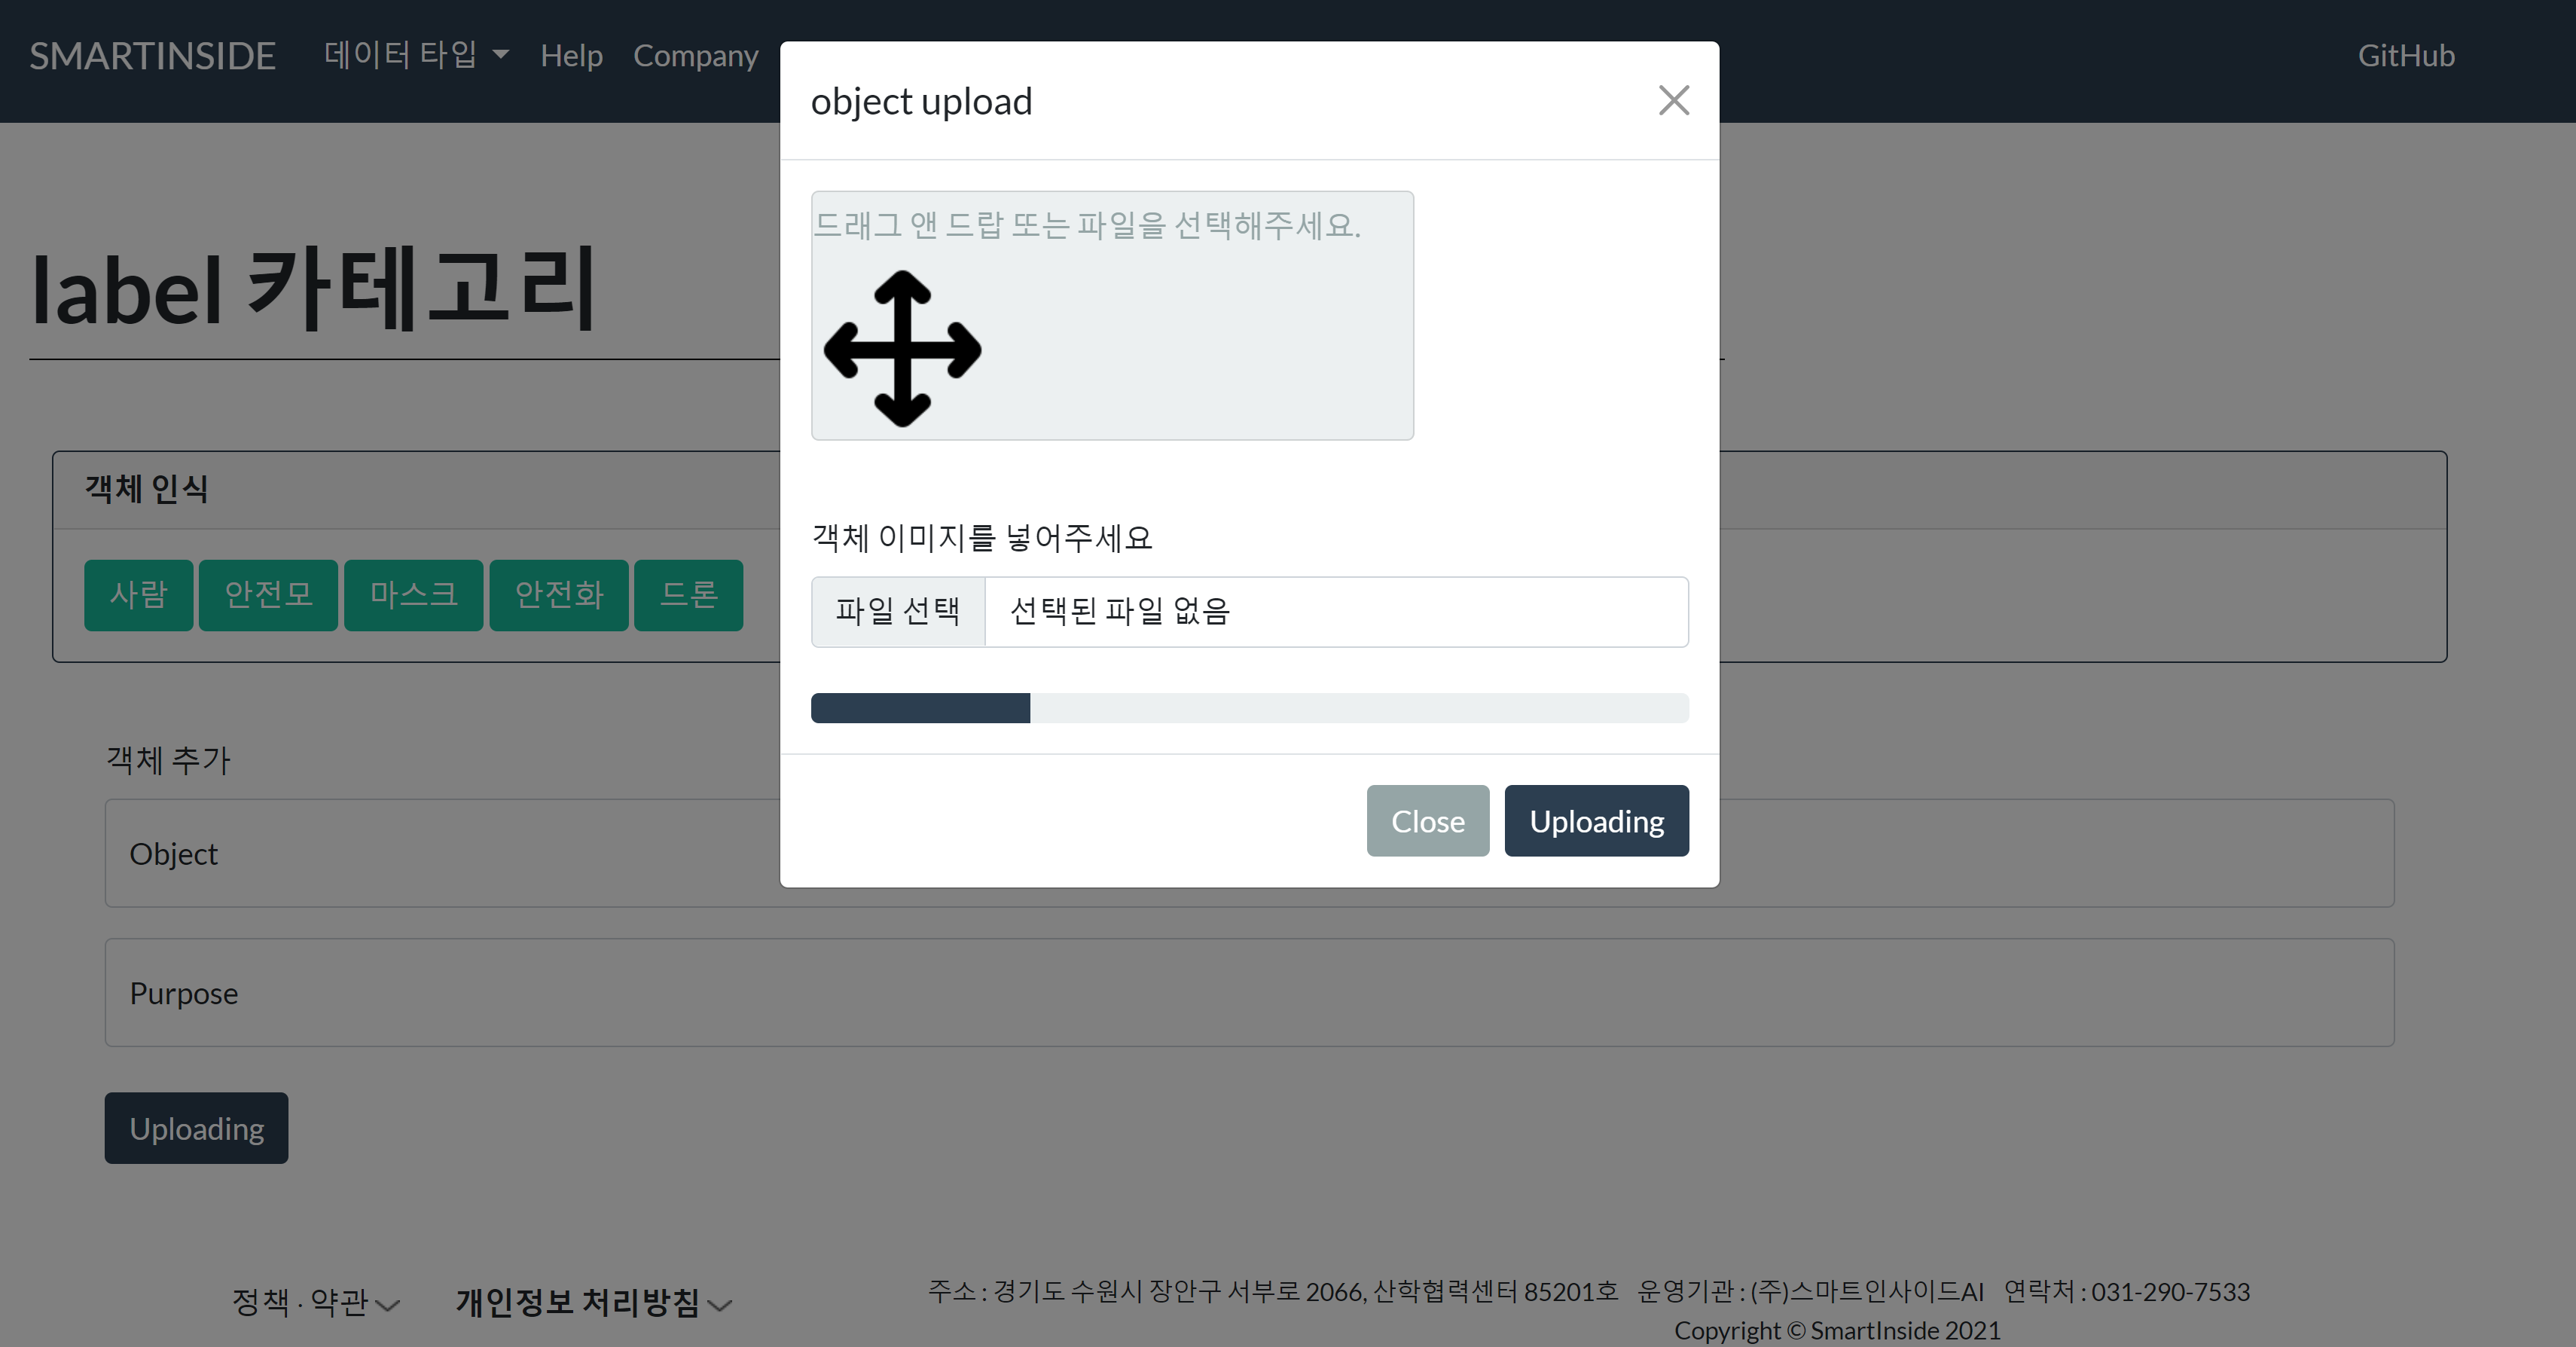 SMARTINSIDE 데이터 타입 Help Company GitHub
object upload
드래그 앤 드랍 또는 파일을 선택해주세요.
label 카테고리
객체 인식
사람 안전모 마스크 안전화 드론
객체 이미지를 넣어주세요
파일 선택 선택된 파일 없음
객체 추가
Close Uploading
Object
Purpose
Uploading
정책 · 약관 개인정보 처리방침
주소 : 경기도 수원시 장안구 서부로 2066, 산학협력센터 85201호 운영기관 : (주)스마트인사이드AI 연락처 : 031-290-7533
Copyright © SmartInside 2021